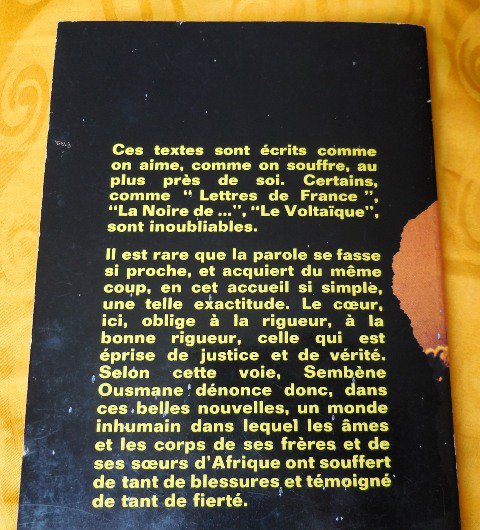 Ces textes sont écrits comme
on aime, comme on souffre, au
plus près de soi. Certains,
comme “ Lettres de France ”,
“La Noire de ...”, “Le Voltaïque”,
sont inoubliables.
Il est rare que la parole se fasse
si proche, et acquiert du même
coup, en cet accueil si simple,
une telle exactitude. Le cœur,
ici, oblige à la rigueur, à la
bonne rigueur, celle qui est
éprise de justice et de vérité.
Selon cette voie, Sembène
Ousmane dénonce donc, dans
ces belles nouvelles, un monde
inhumain dans lequel les âmes
et les corps de ses frères et de
ses sœurs d’Afrique ont souffert
de tant de blessures et témoigné
de tant de fierté.